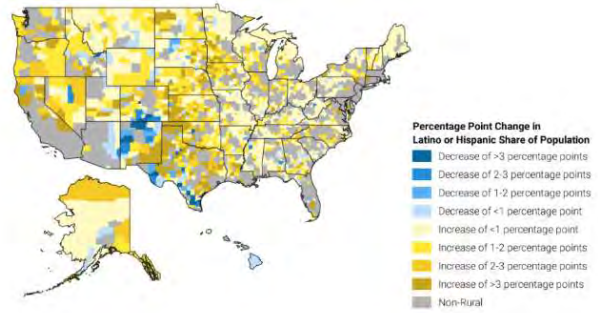 Percentage Point Change in
Latino or Hispanic Share of Population
Decrease of >3 percentage points
Decrease of 2-3 percentage points
Decrease of 1-2 percentage points
Decrease of <1 percentage point
Increase of <1 percentage point
Increase of 1-2 percentage points
Increase of 2-3 percentage points
Increase of >3 percentage points
Non-Rural